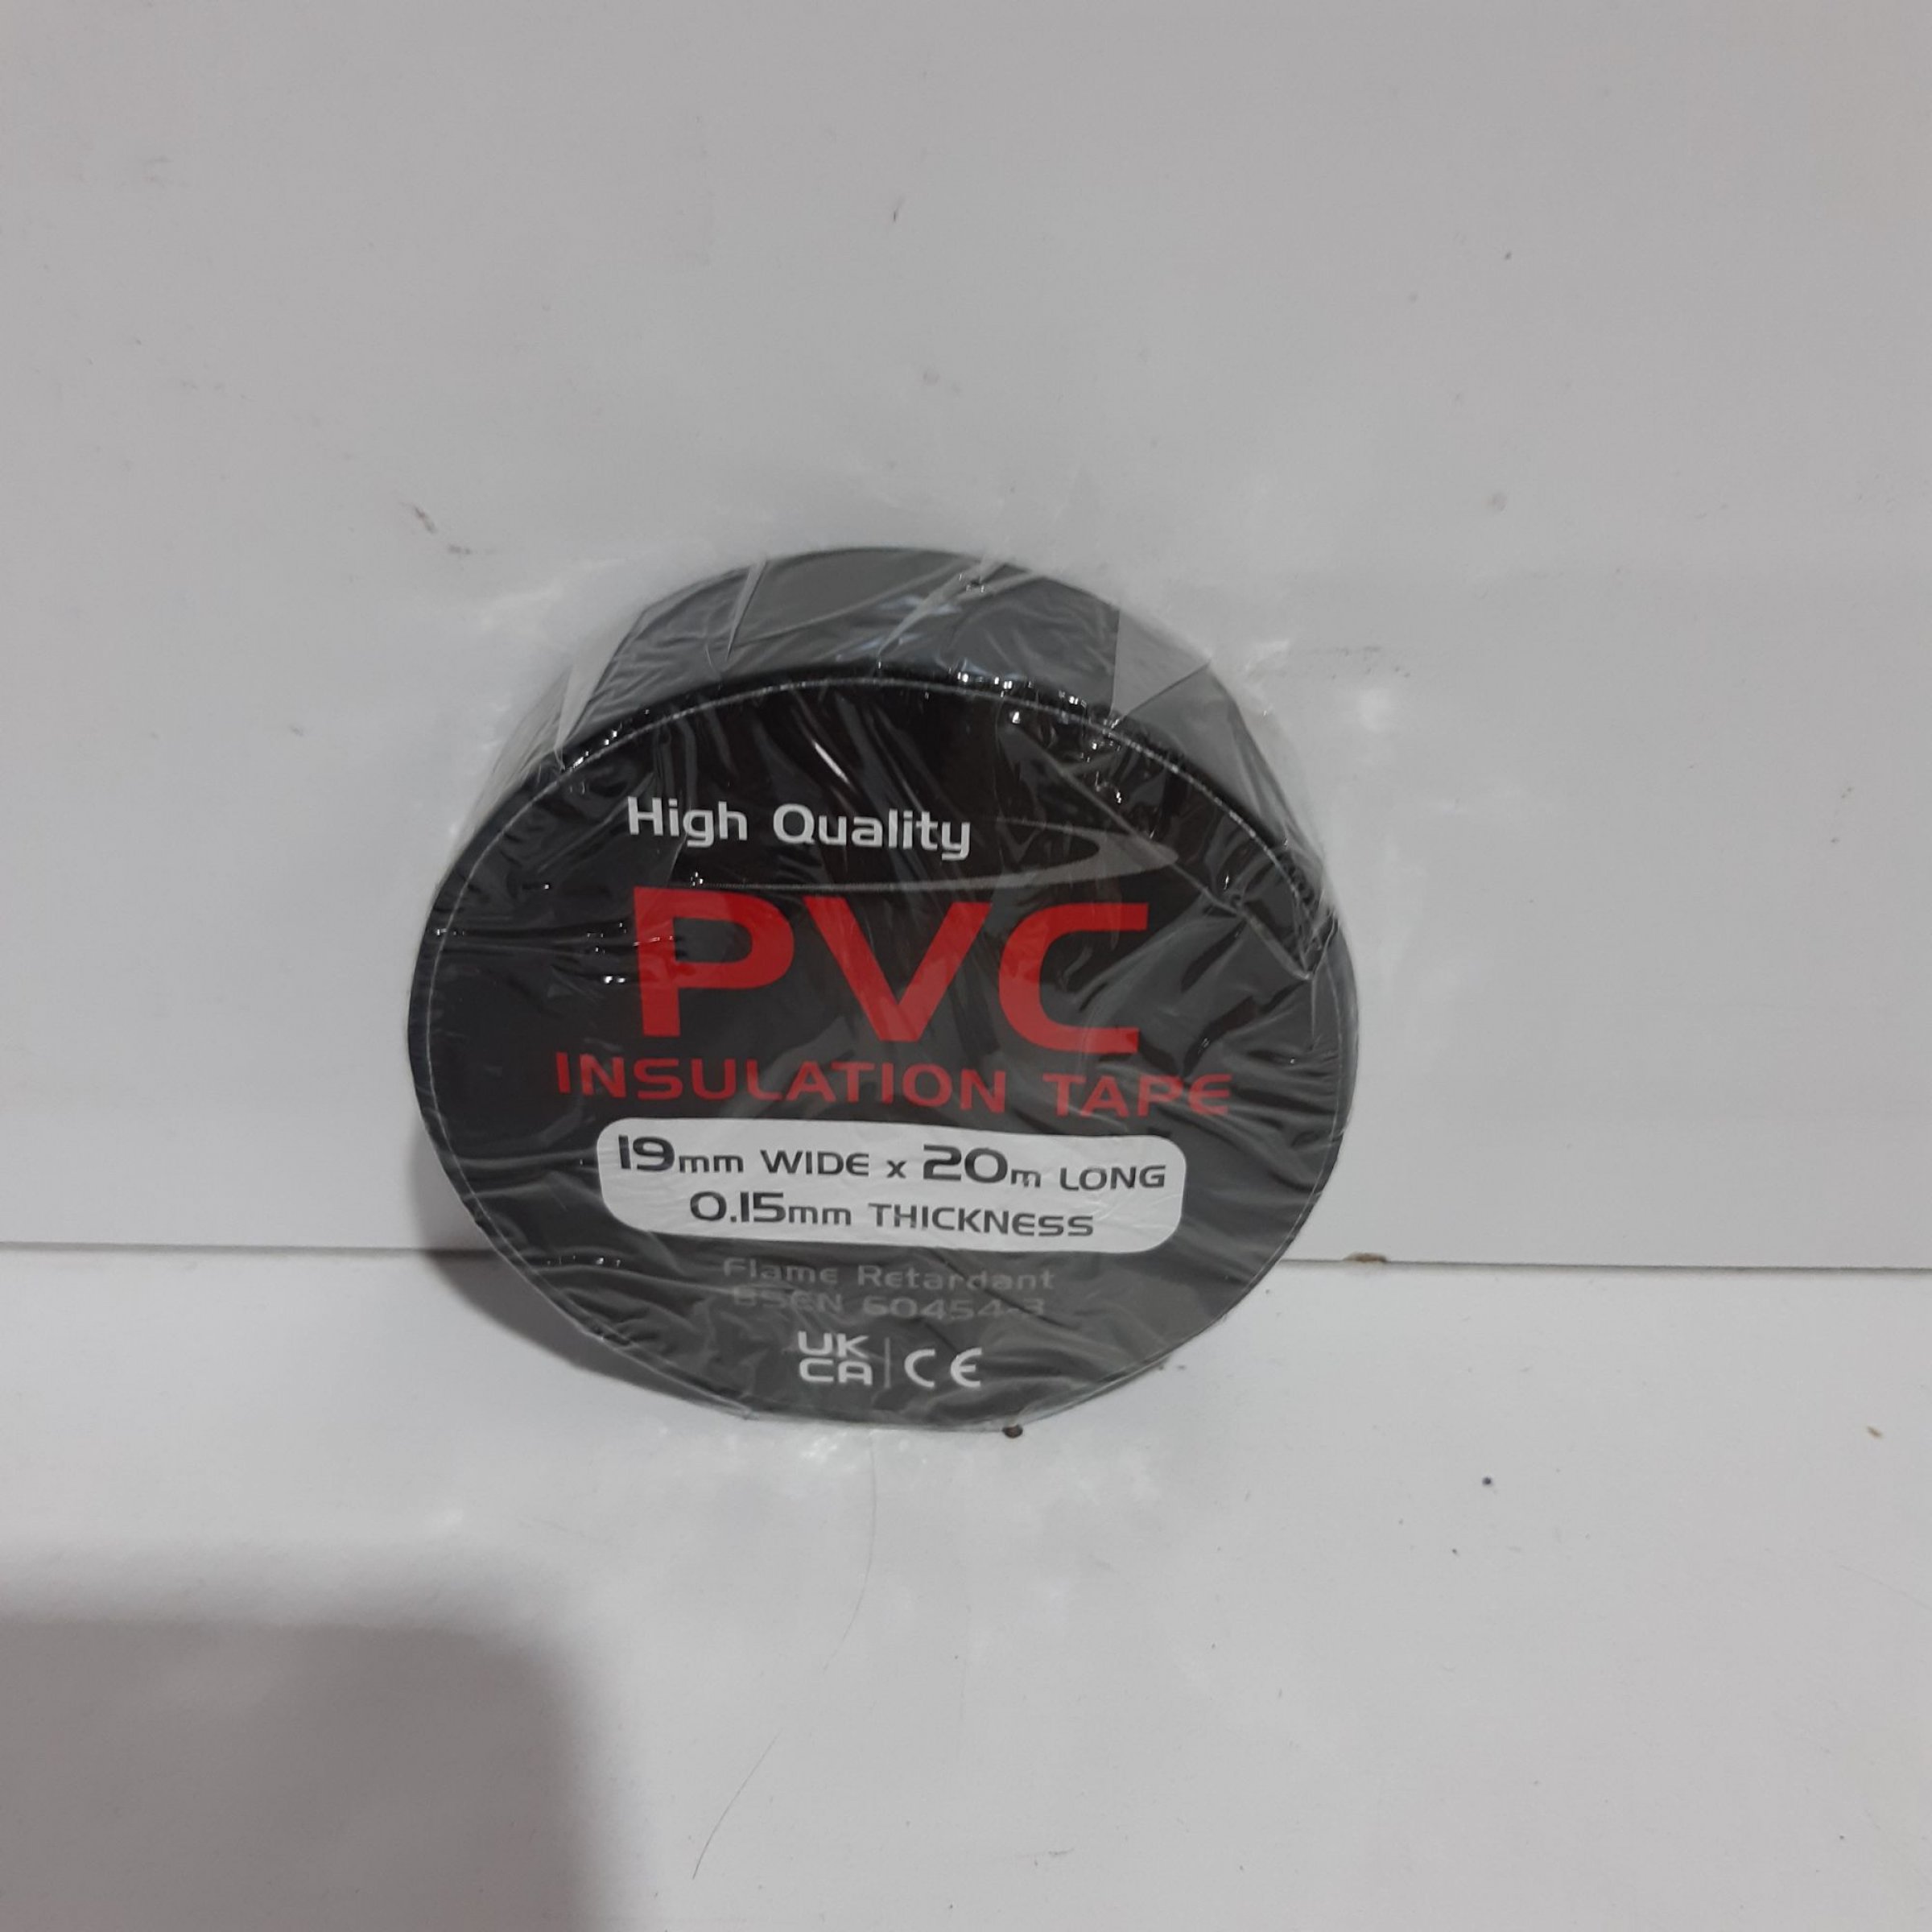 High Quality
PVC
INSULATION TAPE
19mm WIDE x 20m LONG
0.15mm THICKNESS
Flame Retardant
BSEN 60454-3
UK
CA CE